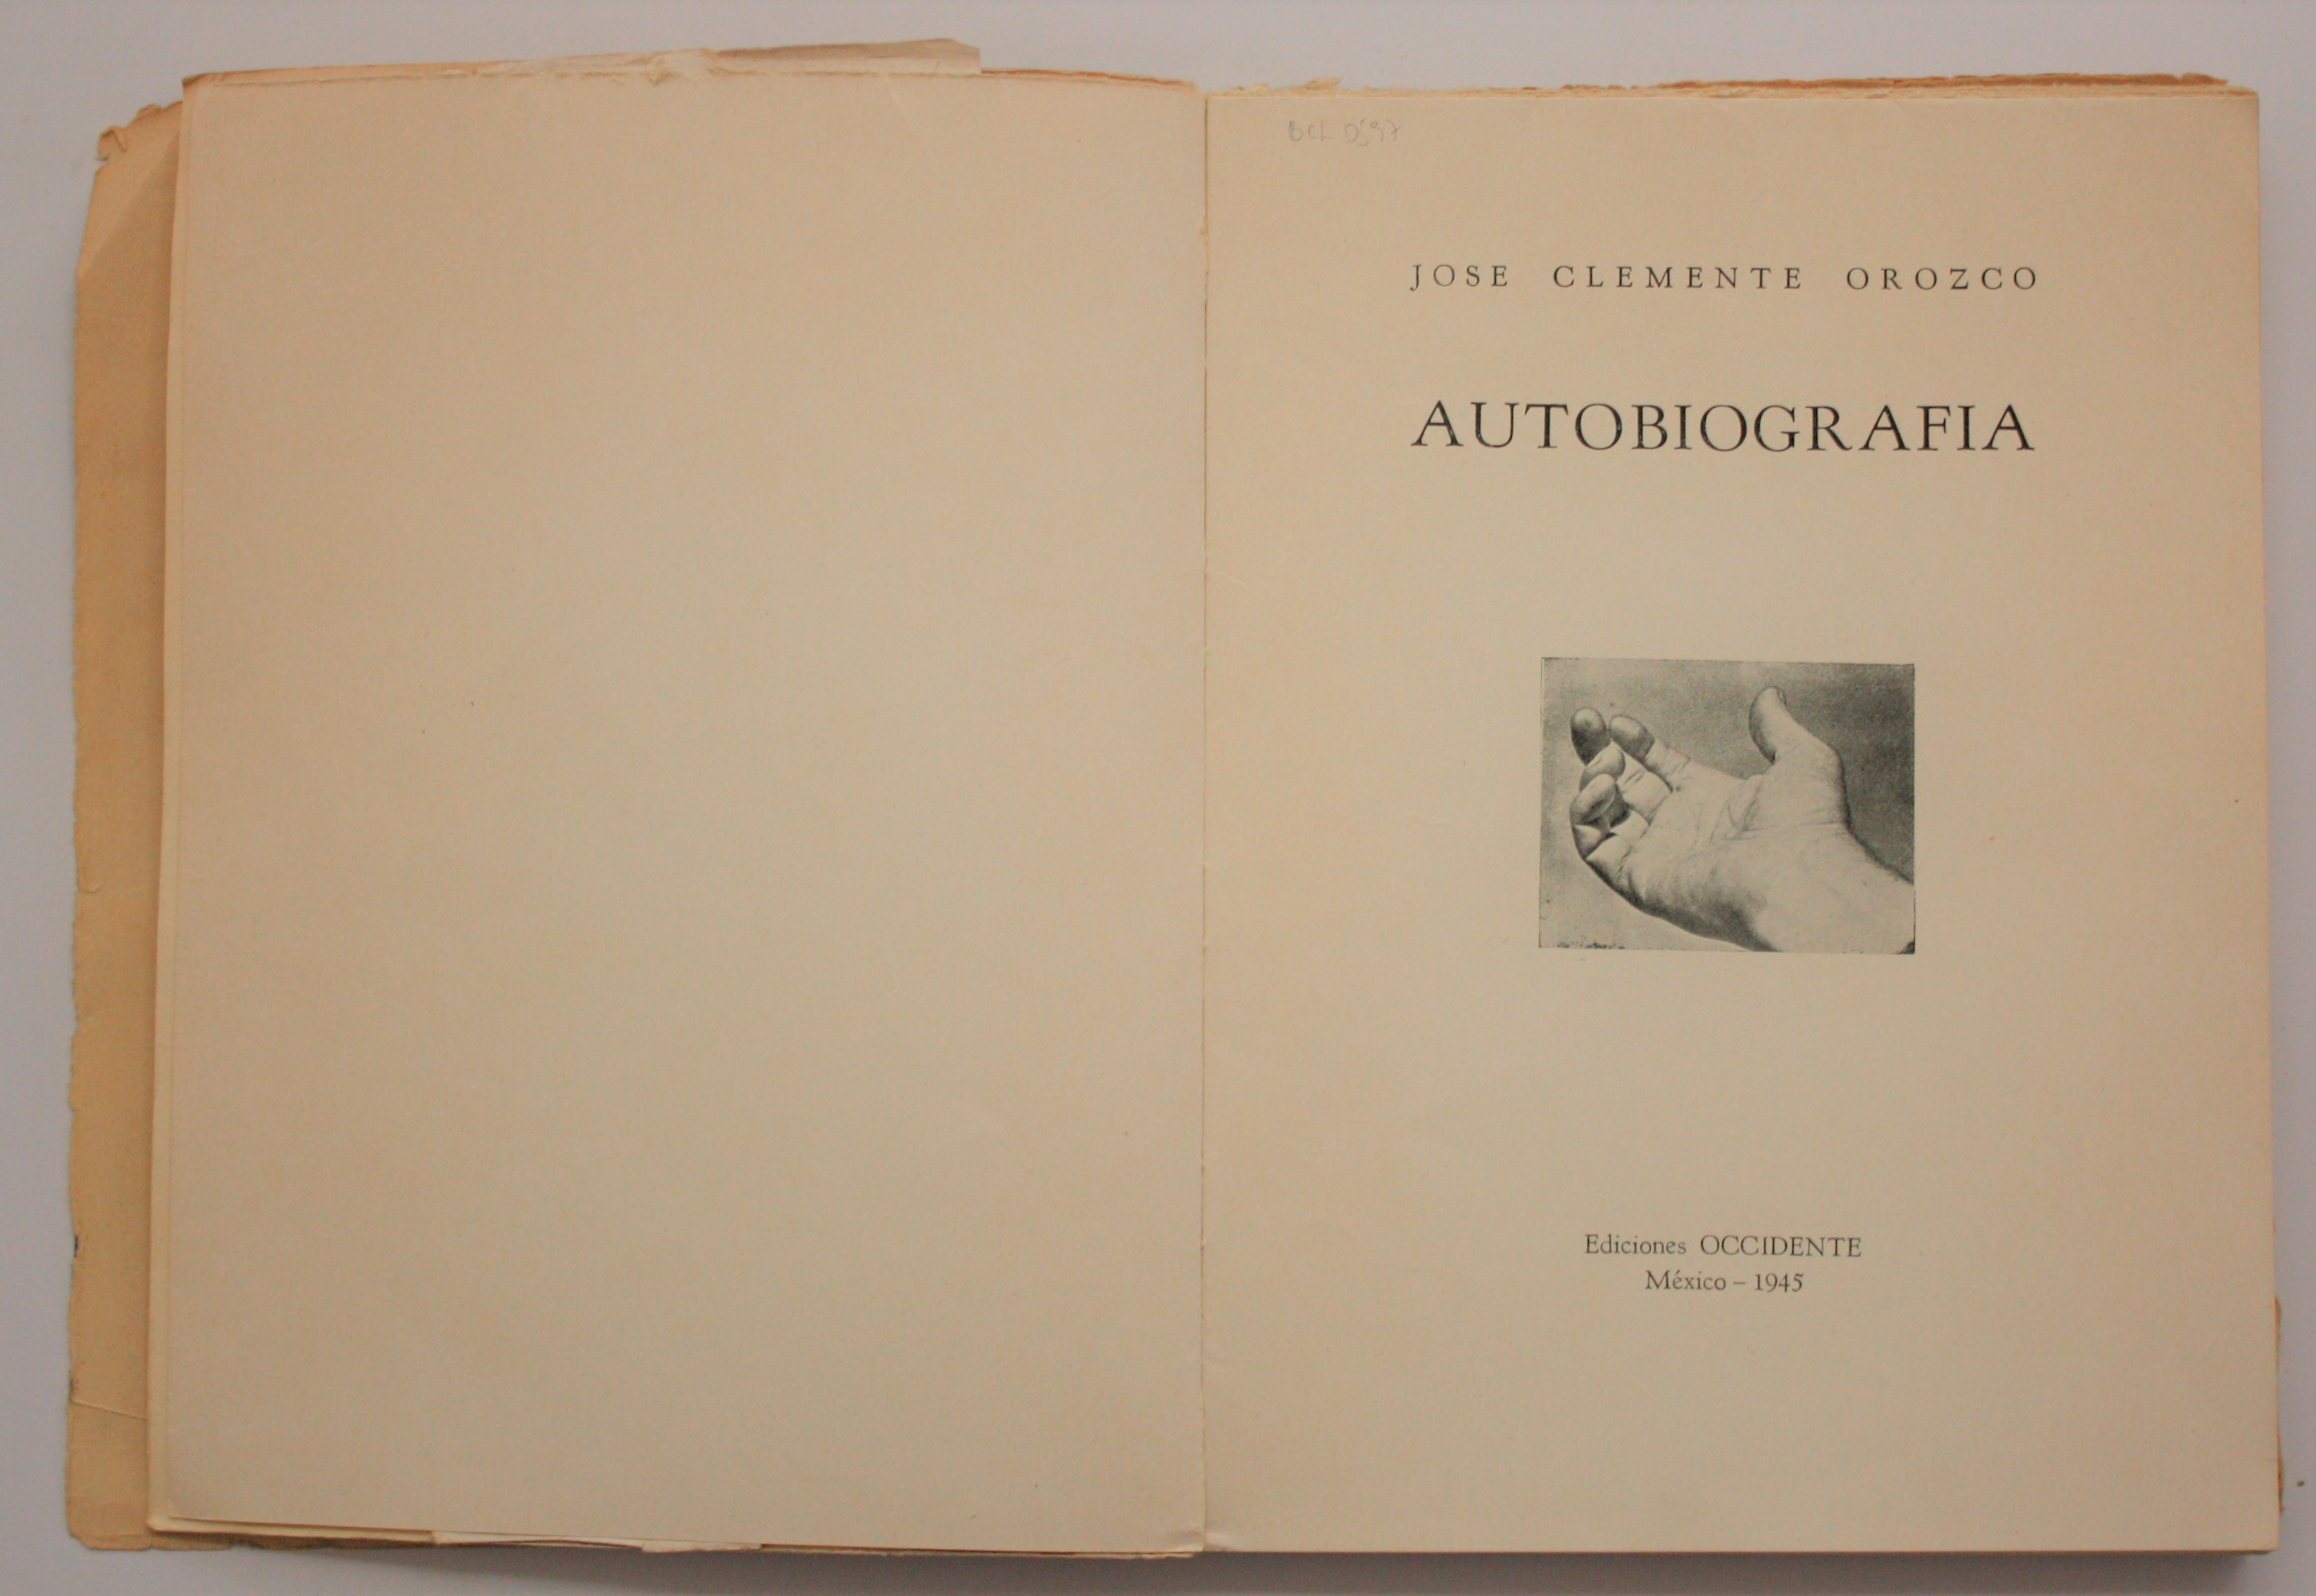 JOSE CLEMENTE OROZCO
AUTOBIOGRAFIA
Ediciones OCCIDENTE
México – 1945